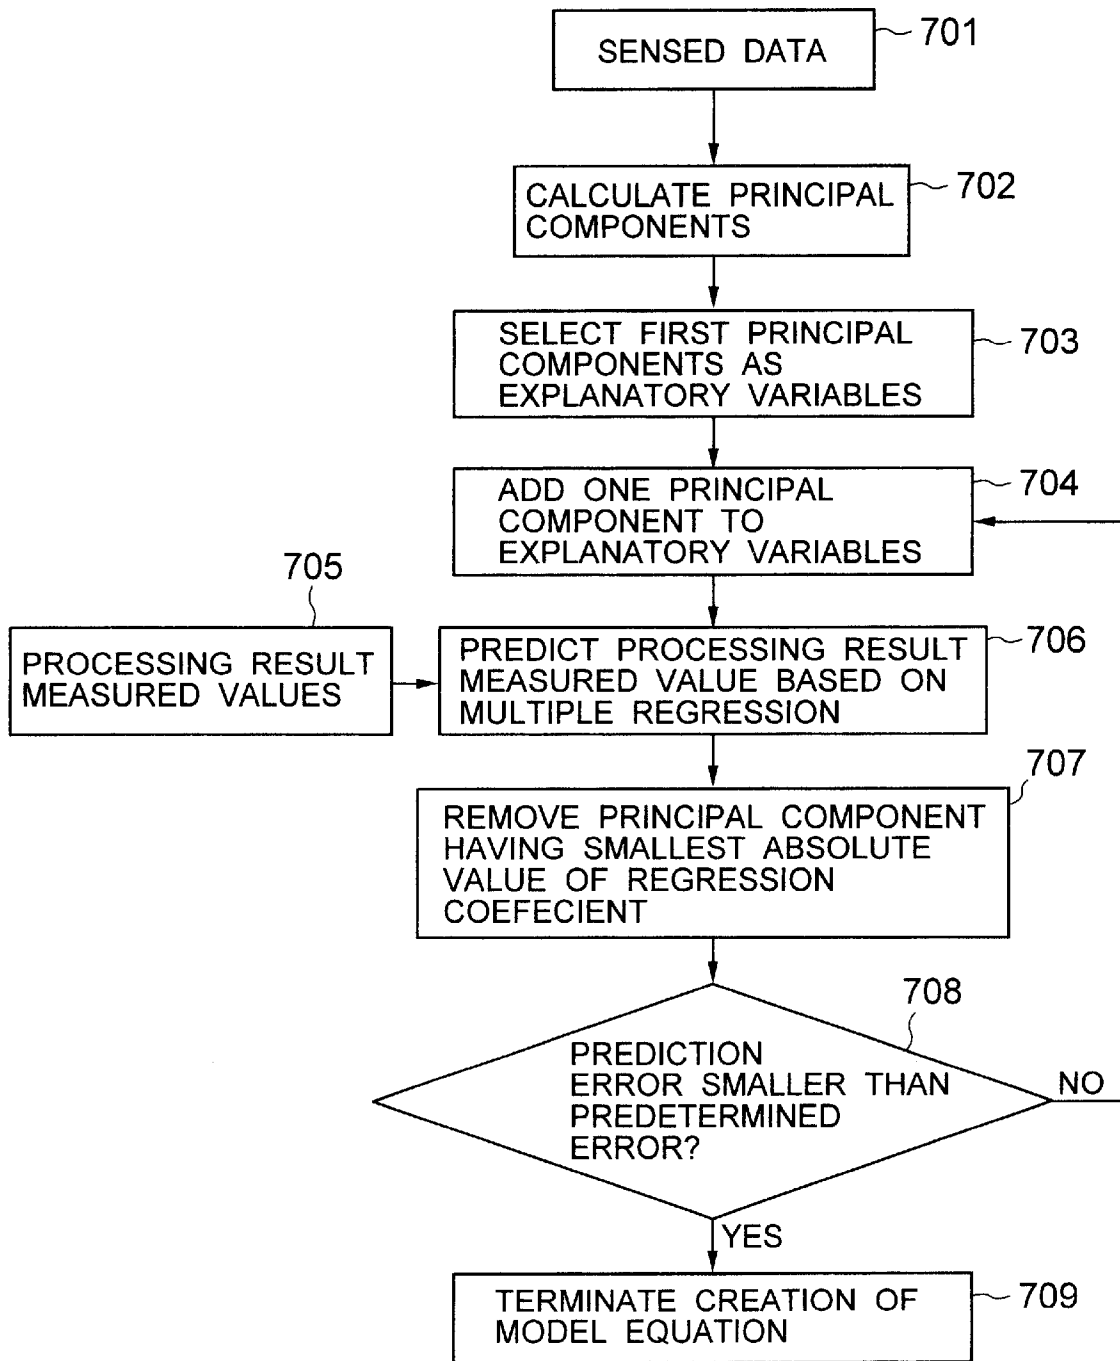 SENSED DATA
701
CALCULATE PRINCIPAL
COMPONENTS
702
SELECT FIRST PRINCIPAL
COMPONENTS AS
EXPLANATORY VARIABLES
703
ADD ONE PRINCIPAL
COMPONENT TO
EXPLANATORY VARIABLES
704
705
PROCESSING RESULT
MEASURED VALUES
PREDICT PROCESSING RESULT
MEASURED VALUE BASED ON
MULTIPLE REGRESSION
706
707
REMOVE PRINCIPAL COMPONENT
HAVING SMALLEST ABSOLUTE
VALUE OF REGRESSION
COEFECIENT
708
PREDICTION
ERROR SMALLER THAN
PREDETERMINED
ERROR?
NO
YES
TERMINATE CREATION OF
MODEL EQUATION
709